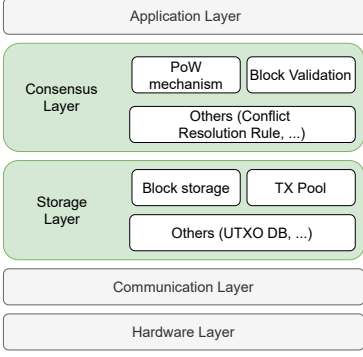 Application Layer
Consensus
Layer
PoW
mechanism
Block Validation
Others (Conflict
Resolution Rule, ...)
Storage
Layer
Block storage
TX Pool
Others (UTXO DB, ...)
Communication Layer
Hardware Layer